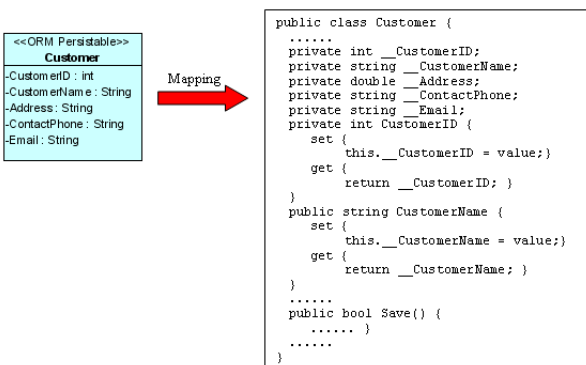 <<ORM Persistable>>
Customer
-CustomerID : int
-CustomerName : String
-Address : String
-ContactPhone : String
-Email : String
Mapping
public class Customer {
......
private int __CustomerID;
private string __CustomerName;
private double __Address;
private string __ContactPhone;
private string __Email;
private int CustomerID {
set {
this.__CustomerID = value;}
get {
return __CustomerID; }
}
public string CustomerName {
set {
this.__CustomerName = value;}
get {
return __CustomerName; }
}
......
public bool Save() {
...... }
......
}